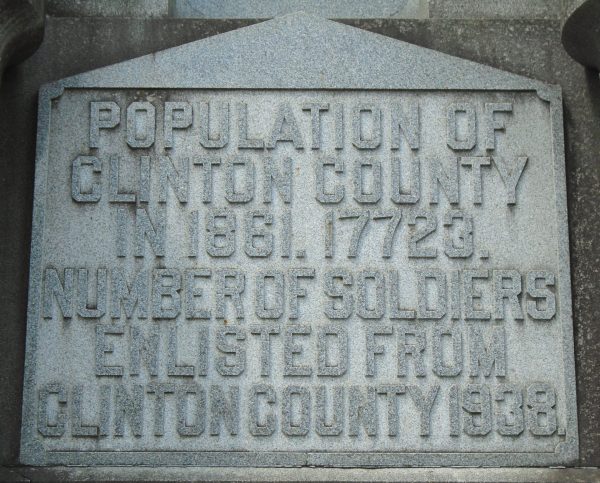 POPULATION OF
CLINTON COUNTY
IN 1861. 17723.
NUMBER OF SOLDIERS
ENLISTED FROM
CLINTON COUNTY 1938.